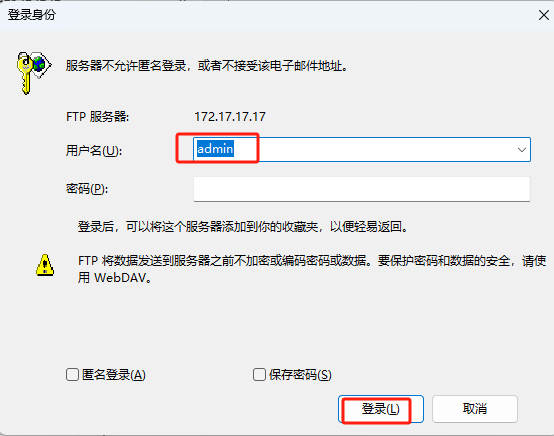 登录身份
服务器不允许匿名登录，或者不接受该电子邮件地址。
FTP 服务器: 172.17.17.17
用户名(U): admin
密码(P):
登录后，可以将这个服务器添加到你的收藏夹，以便轻易返回。
FTP 将数据发送到服务器之前不加密或编码密码或数据。要保护密码和数据的安全，请使
用 WebDAV。
匿名登录(A) 保存密码(S)
登录(L) 取消